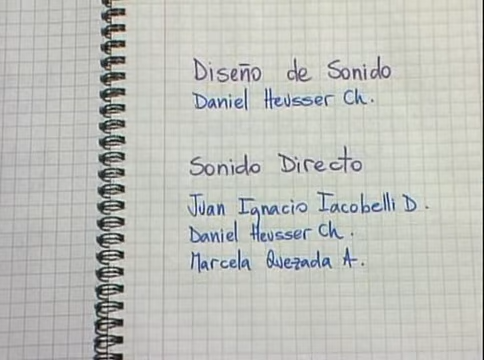 Diseño de Sonido
Daniel Heusser Ch.
Sonido Directo
Juan Ignacio Iacobelli D.
Daniel Heusser Ch.
Marcela Quezada A.